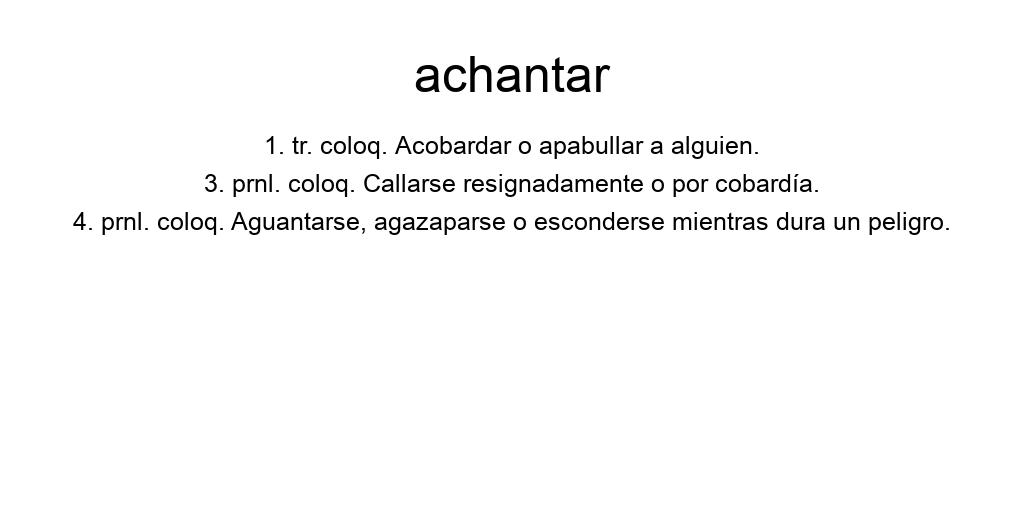 achantar
1. tr. coloq. Acobardar o apabullar a alguien.
3. prnl. coloq. Callarse resignadamente o por cobardía.
4. prnl. coloq. Aguantarse, agazaparse o esconderse mientras dura un peligro.